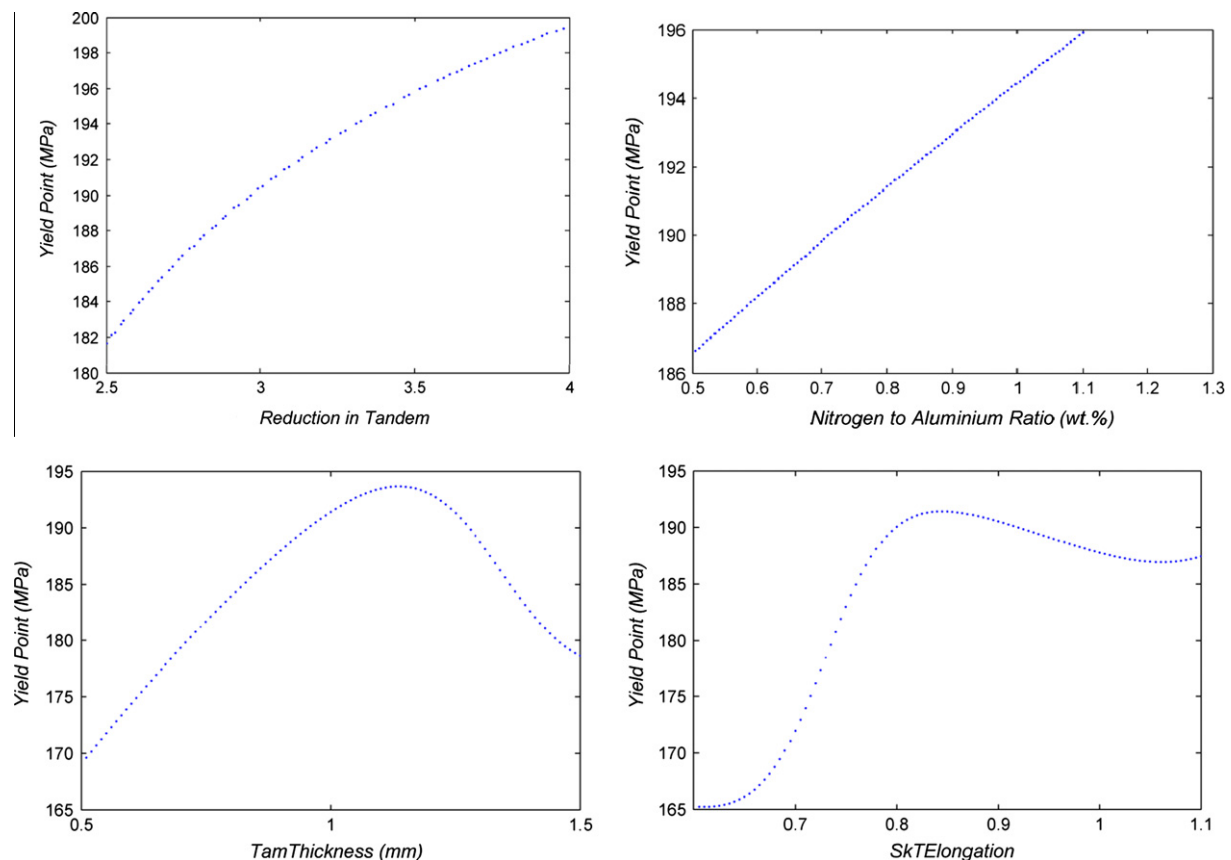 200
198
196
194
192
190
188
186
184
182
180
Yield Point (MPa)
2.5 3 3.5 4
Reduction in Tandem
196
194
192
190
188
186
Yield Point (MPa)
0.5 0.6 0.7 0.8 0.9 1 1.1 1.2 1.3
Nitrogen to Aluminium Ratio (wt.%)
195
190
185
180
175
170
165
Yield Point (MPa)
0.5 1 1.5
TamThickness (mm)
195
190
185
180
175
170
165
Yield Point (MPa)
0.7 0.8 0.9 1 1.1
SkTElongation